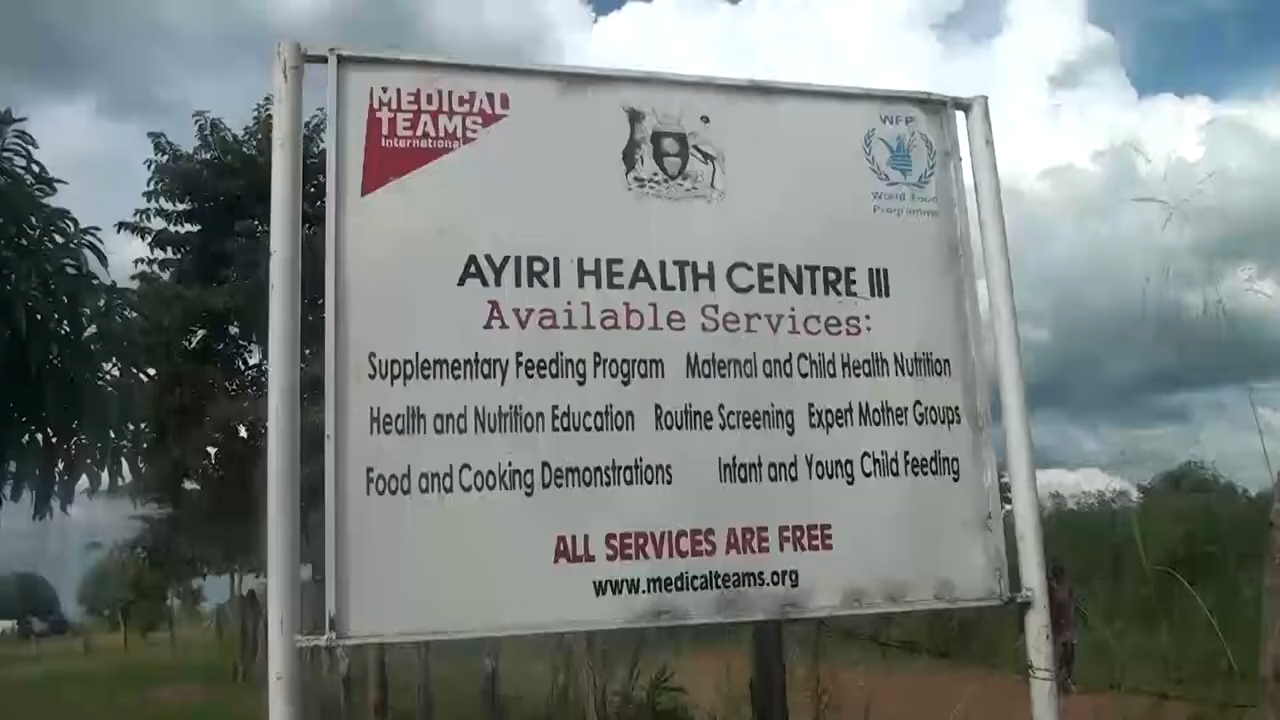 MEDICAL
TEAMS
International
WFP
World Food
Programme
AYIRI HEALTH CENTRE III
Available Services:
Supplementary Feeding Program Maternal and Child Health Nutrition
Health and Nutrition Education Routine Screening Expert Mother Groups
Food and Cooking Demonstrations Infant and Young Child Feeding
ALL SERVICES ARE FREE
www.medicalteams.org